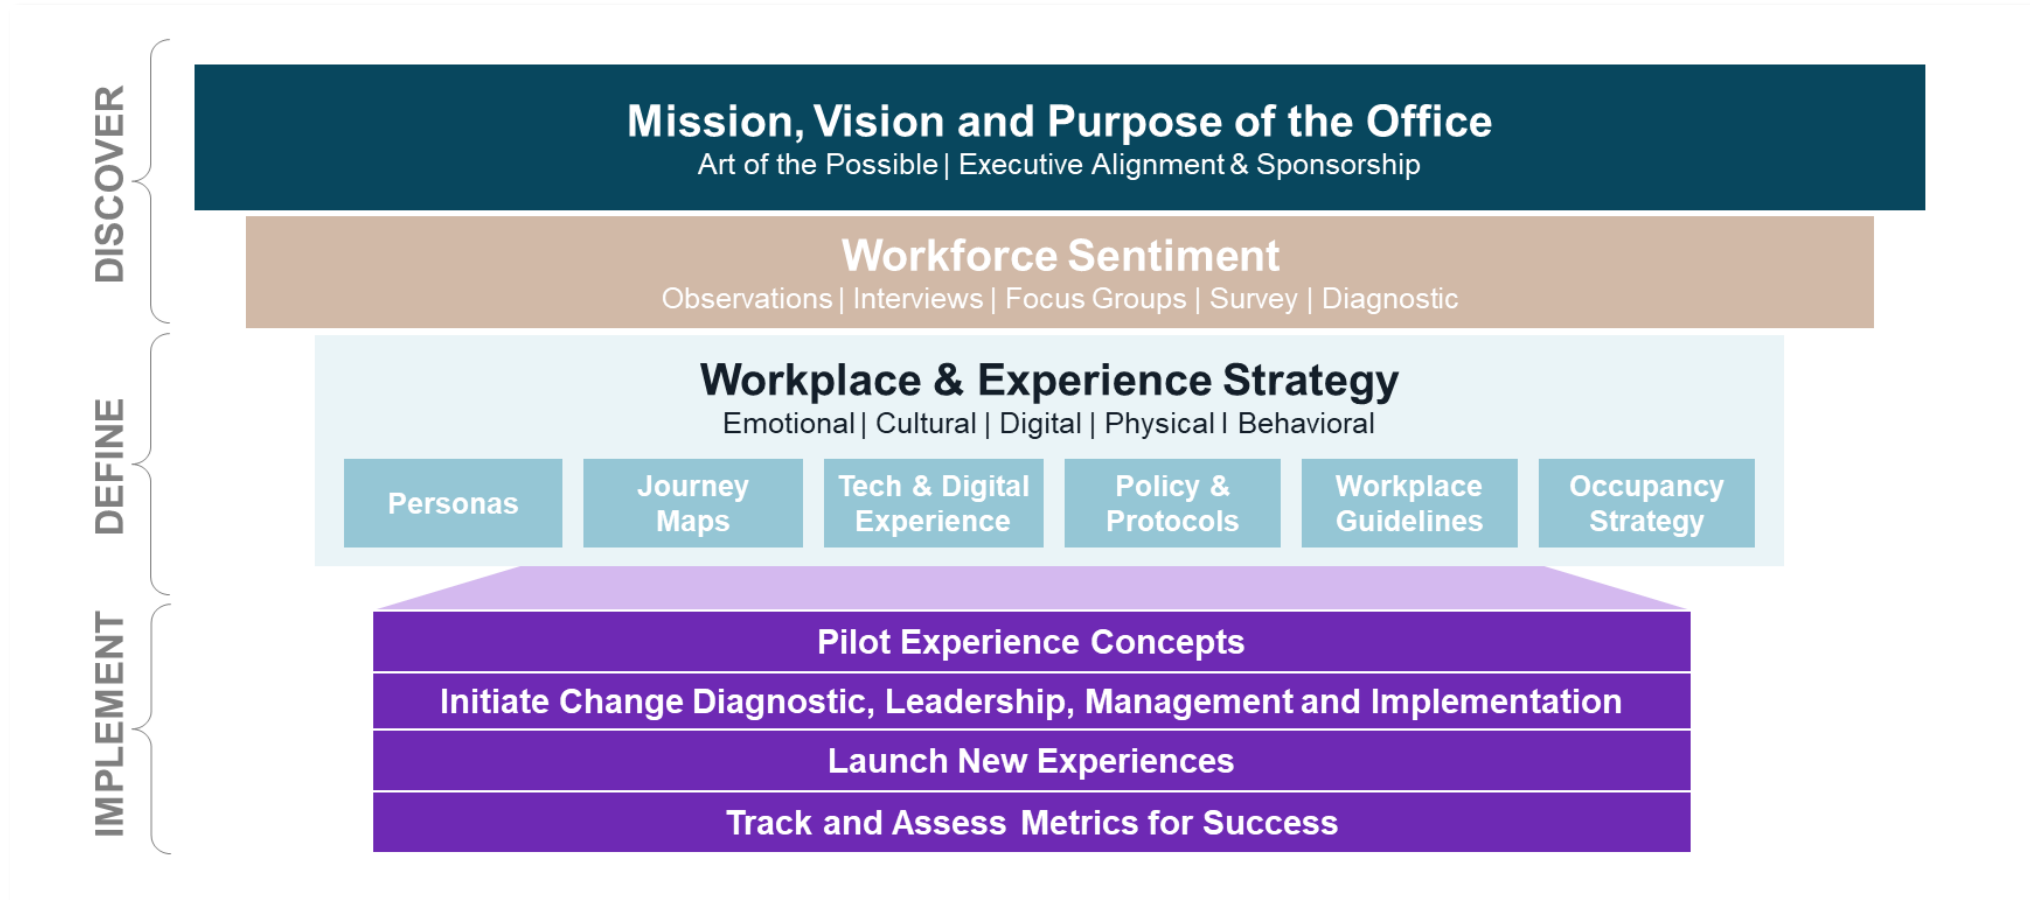 DISCOVER
Mission, Vision and Purpose of the Office
Art of the Possible | Executive Alignment & Sponsorship
Workforce Sentiment
Observations | Interviews | Focus Groups | Survey | Diagnostic
DEFINE
Workplace & Experience Strategy
Emotional | Cultural | Digital | Physical I Behavioral
Personas
Journey
Maps
Tech & Digital
Experience
Policy &
Protocols
Workplace
Guidelines
Occupancy
Strategy
IMPLEMENT
Pilot Experience Concepts
Initiate Change Diagnostic, Leadership, Management and Implementation
Launch New Experiences
Track and Assess Metrics for Success